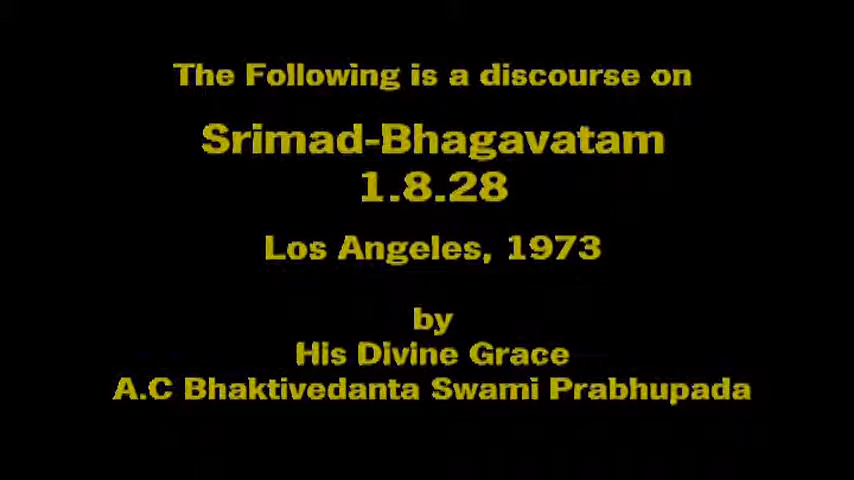 The Following is a discourse on
Srimad-Bhagavatam
1.8.28
Los Angeles, 1973
by
His Divine Grace
A.C Bhaktivedanta Swami Prabhupada